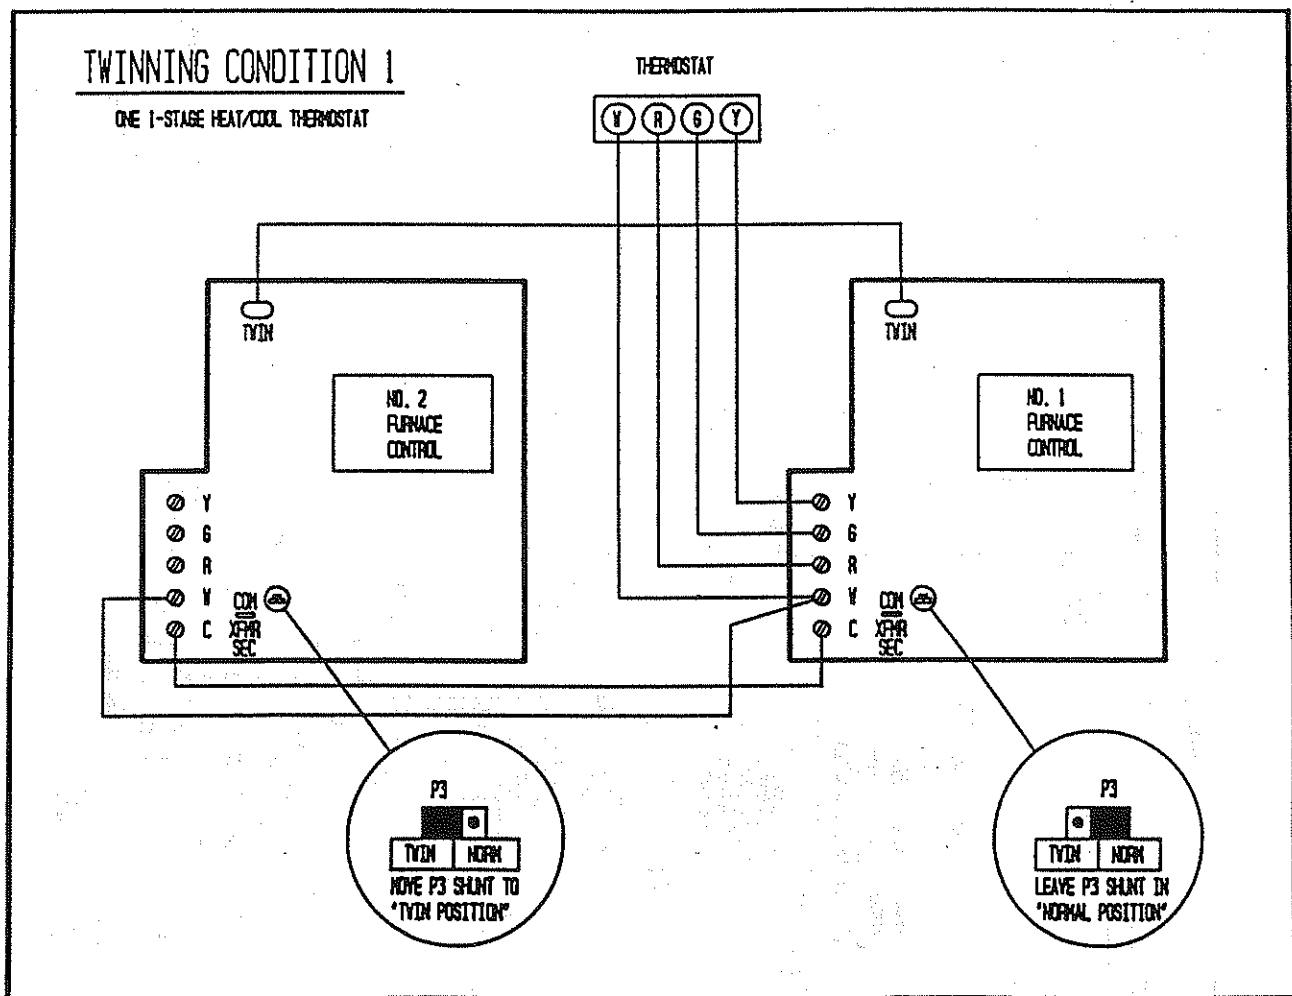 TWINNING CONDITION 1
ONE 1-STAGE HEAT/COOL THERMOSTAT
THERMOSTAT
W R G Y
TWIN
TWIN
NO. 2
FURNACE
CONTROL
NO. 1
FURNACE
CONTROL
Y
G
R
W
C
COM
XFMR
SEC
Y
G
R
W
C
COM
XFMR
SEC
P3
TWIN NORM
MOVE P3 SHUNT TO
"TWIN POSITION"
P3
TWIN NORM
LEAVE P3 SHUNT IN
"NORMAL POSITION"